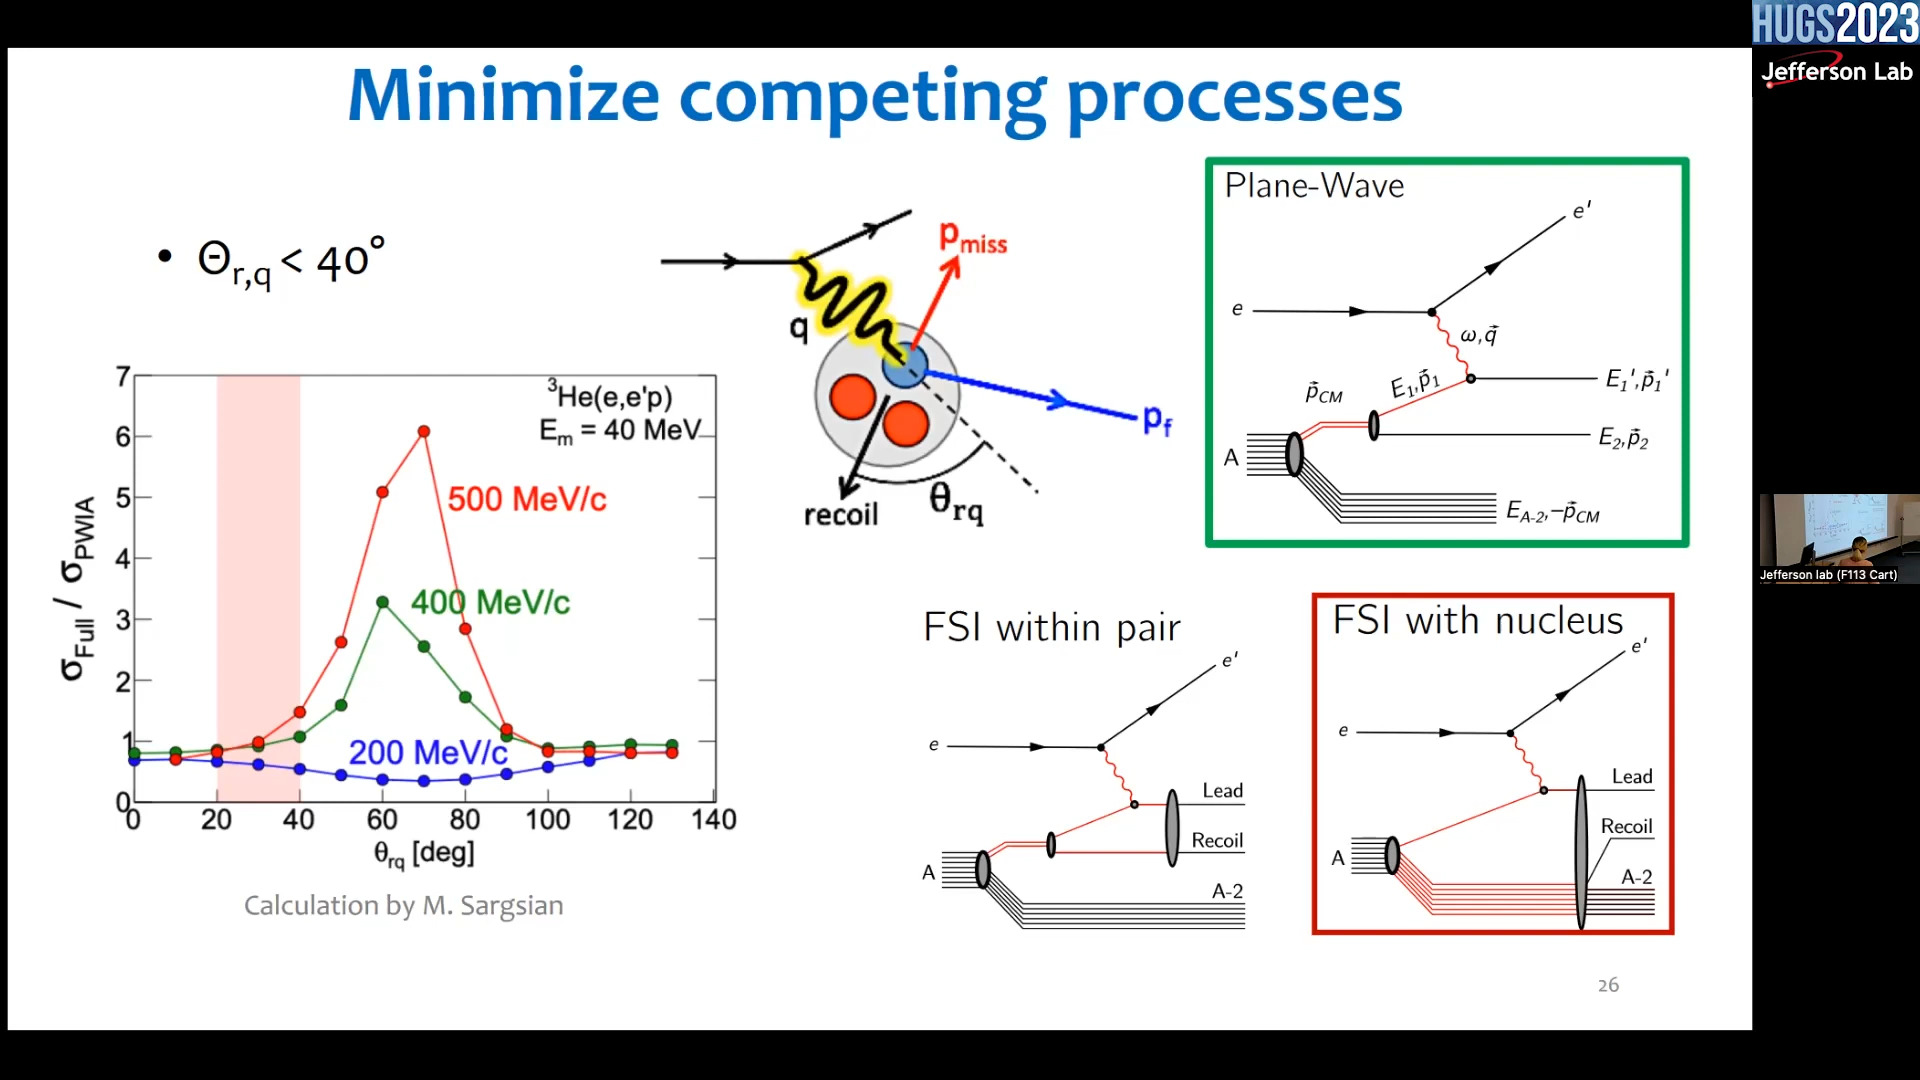 HUGS2023
Jefferson Lab
Minimize competing processes
• Θr,q < 40°
pmiss
q
pf
recoil
θrq
7
6
5
4
3
2
1
0
0 20 40 60 80 100 120 140
σFull / σPWIA
θrq [deg]
³He(e,e'p)
Em = 40 MeV
500 MeV/c
400 MeV/c
200 MeV/c
Calculation by M. Sargsian
Plane-Wave
e'
e
ω,q⃗
p⃗CM
E1,p⃗1
E1',p⃗1'
E2,p⃗2
A
EA-2,–p⃗CM
FSI within pair
e'
e
Lead
Recoil
A
A-2
FSI with nucleus
e'
e
Lead
Recoil
A
A-2
26
Jefferson lab (F113 Cart)